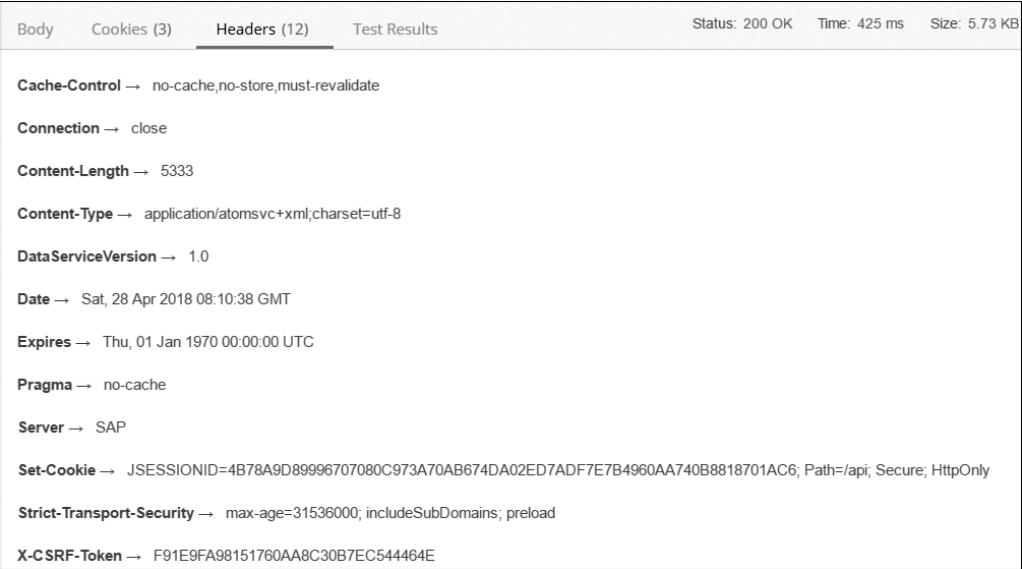 Body Cookies (3) Headers (12) Test Results Status: 200 OK Time: 425 ms Size: 5.73 KB
Cache-Control → no-cache,no-store,must-revalidate
Connection → close
Content-Length → 5333
Content-Type → application/atomsvc+xml;charset=utf-8
DataServiceVersion → 1.0
Date → Sat, 28 Apr 2018 08:10:38 GMT
Expires → Thu, 01 Jan 1970 00:00:00 UTC
Pragma → no-cache
Server → SAP
Set-Cookie → JSESSIONID=4B78A9D89996707080C973A70AB674DA02ED7ADF7E7B4960AA740B8818701AC6; Path=/api; Secure; HttpOnly
Strict-Transport-Security → max-age=31536000; includeSubDomains; preload
X-CSRF-Token → F91E9FA98151760AA8C30B7EC544464E